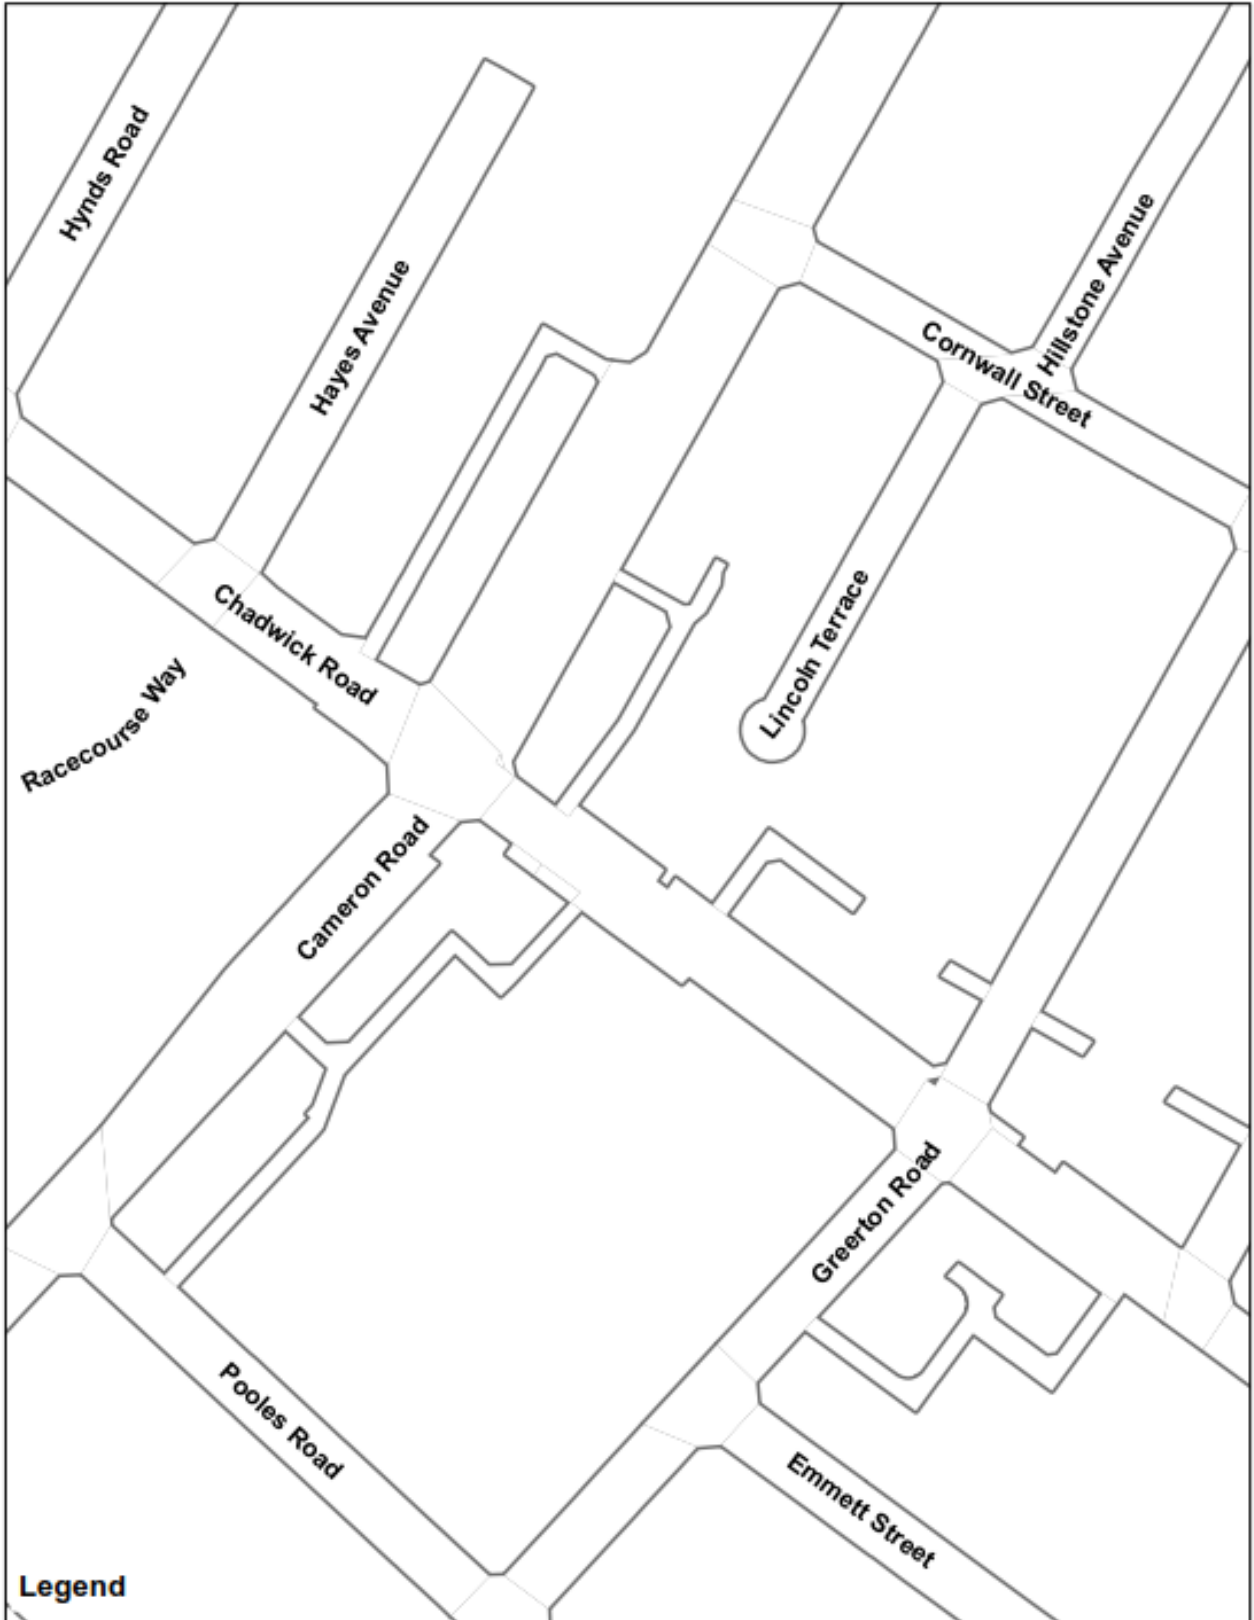 Hynds Road
Hayes Avenue
Hillstone Avenue
Cornwall Street
Lincoln Terrace
Chadwick Road
Racecourse Way
Cameron Road
Greerton Road
Pooles Road
Emmett Street
Legend